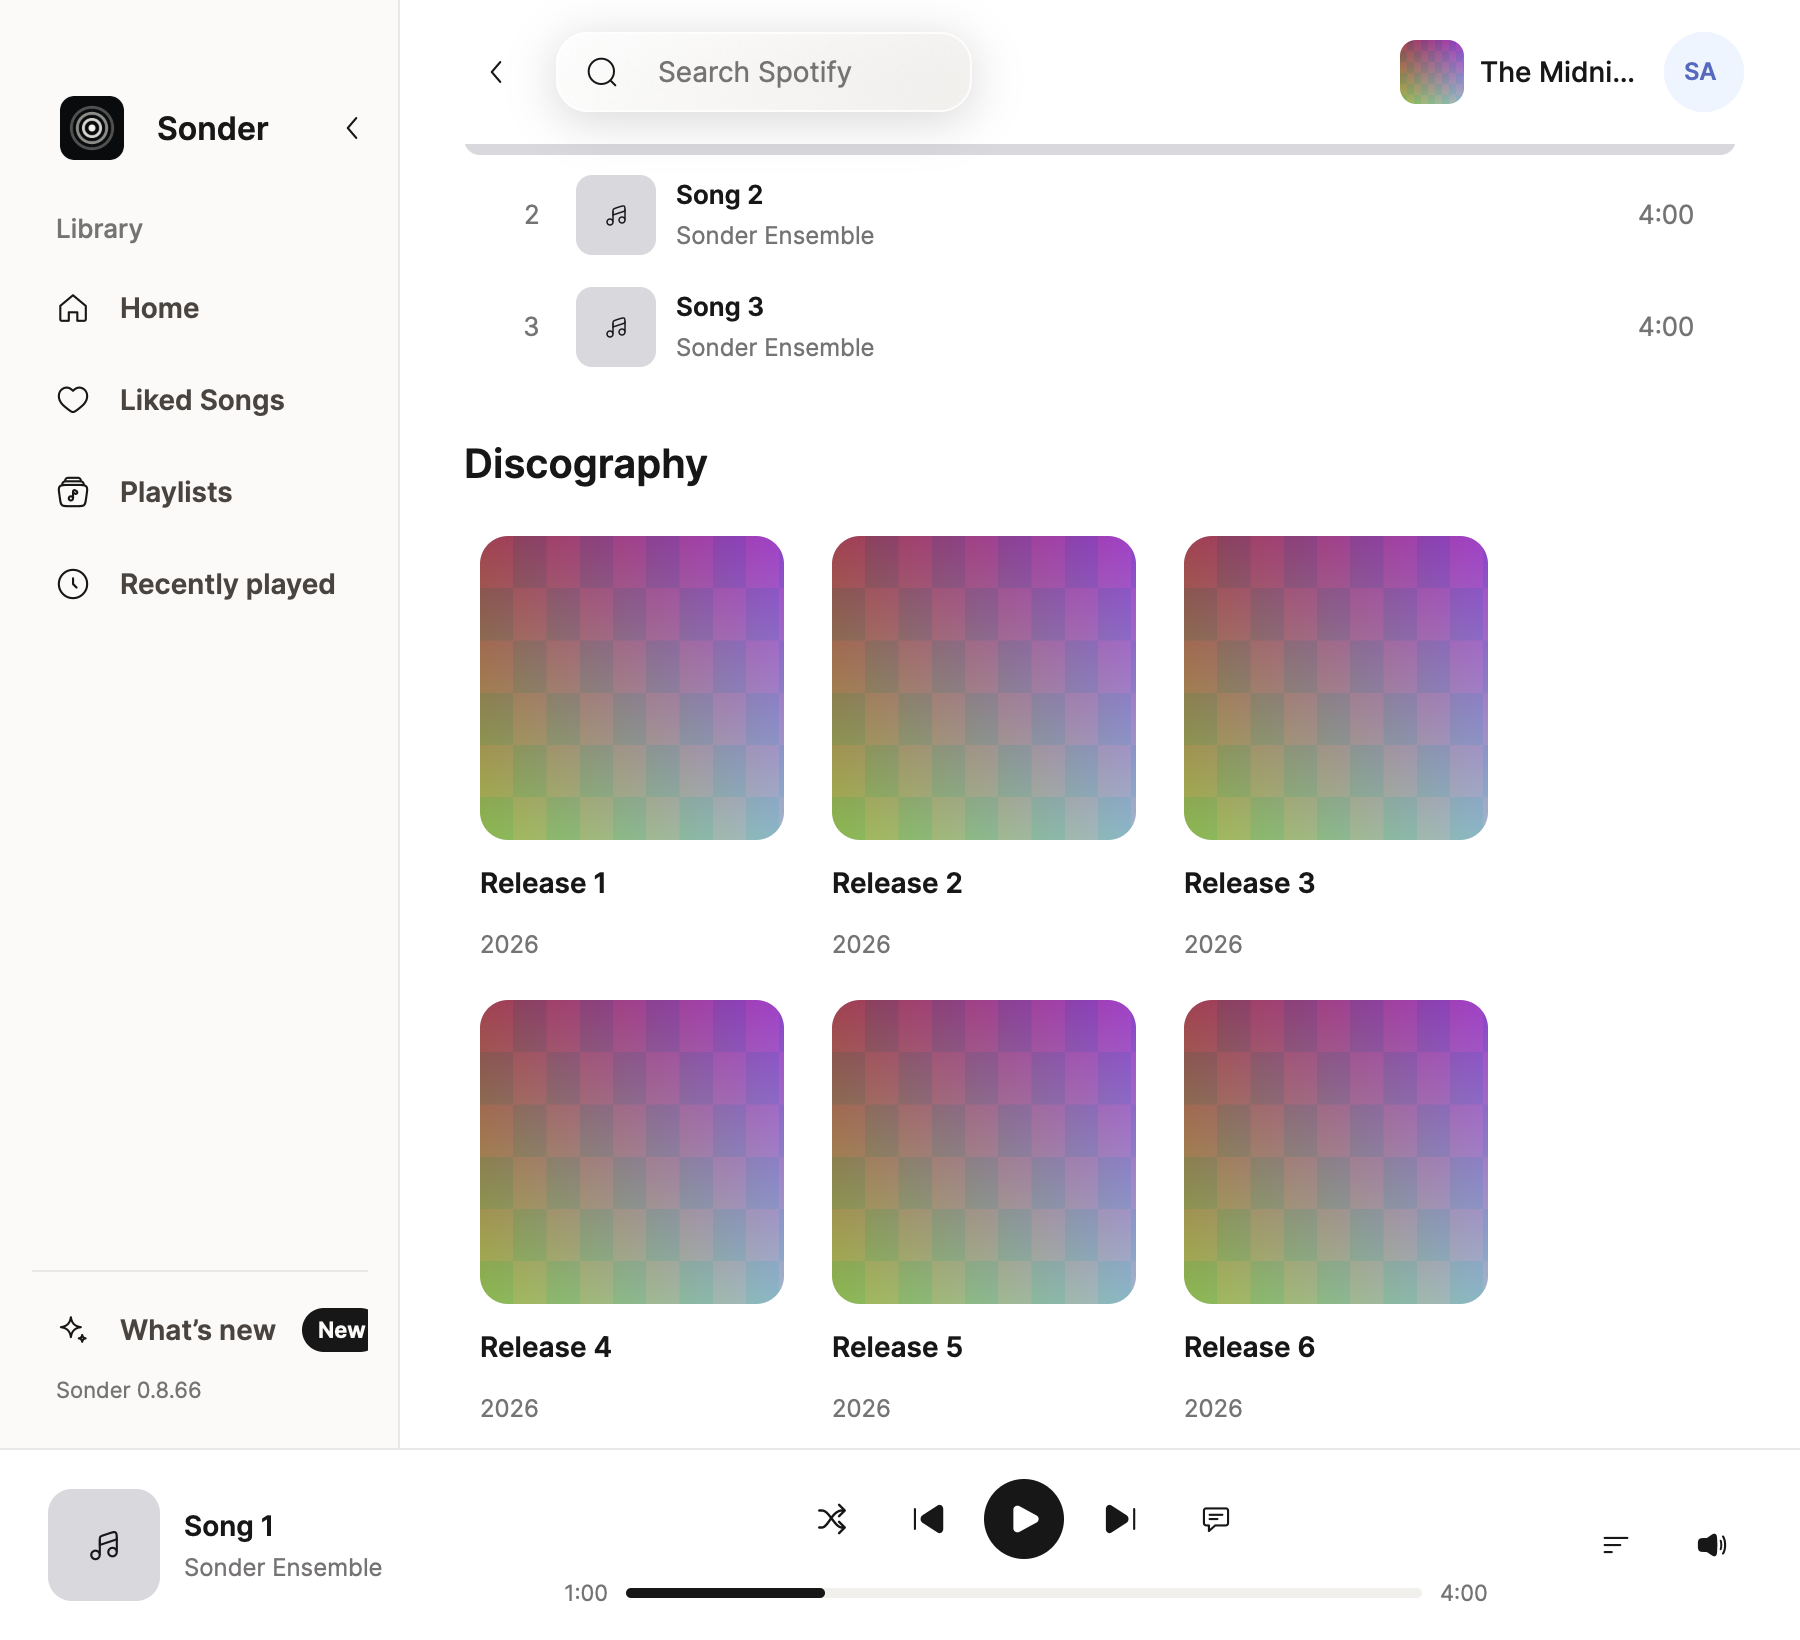 Sonder
Library
Home
Liked Songs
Playlists
Recently played
What’s new New
Sonder 0.8.66
Search Spotify
The Midni...
SA
2 Song 2 4:00
Sonder Ensemble
3 Song 3 4:00
Sonder Ensemble
Discography
Release 1
2026
Release 2
2026
Release 3
2026
Release 4
2026
Release 5
2026
Release 6
2026
Song 1
Sonder Ensemble
1:00 4:00